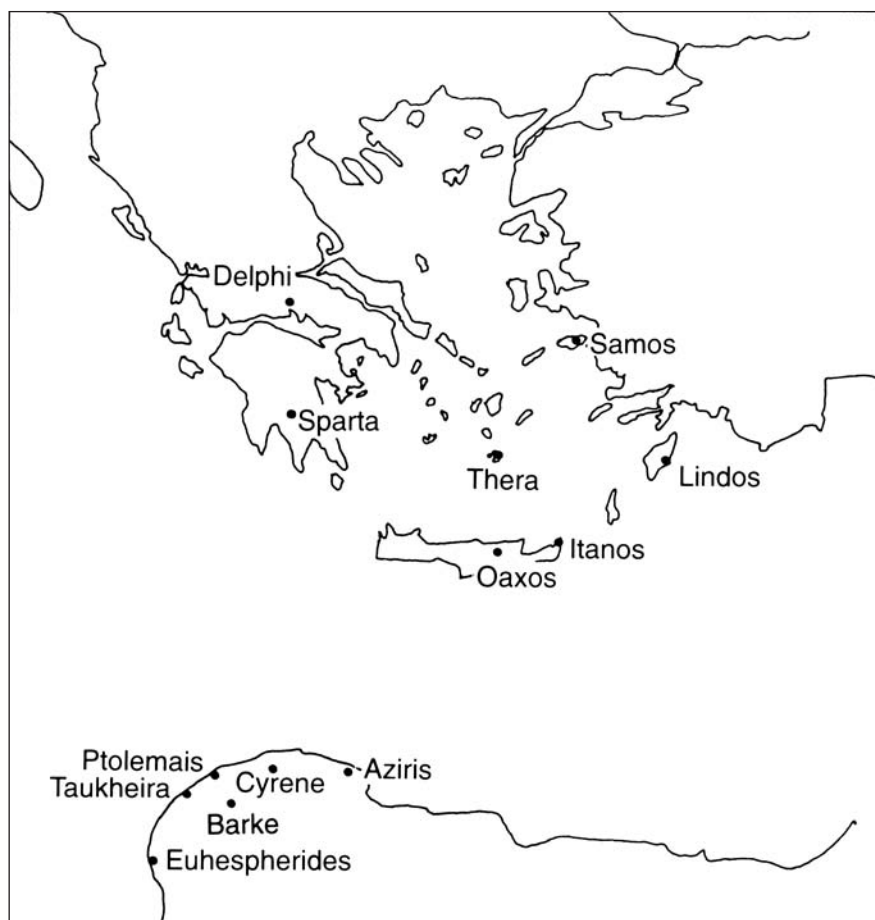 Delphi
Samos
Sparta
Thera
Lindos
Itanos
Oaxos
Ptolemais
Cyrene
Aziris
Taukheira
Barke
Euhespherides